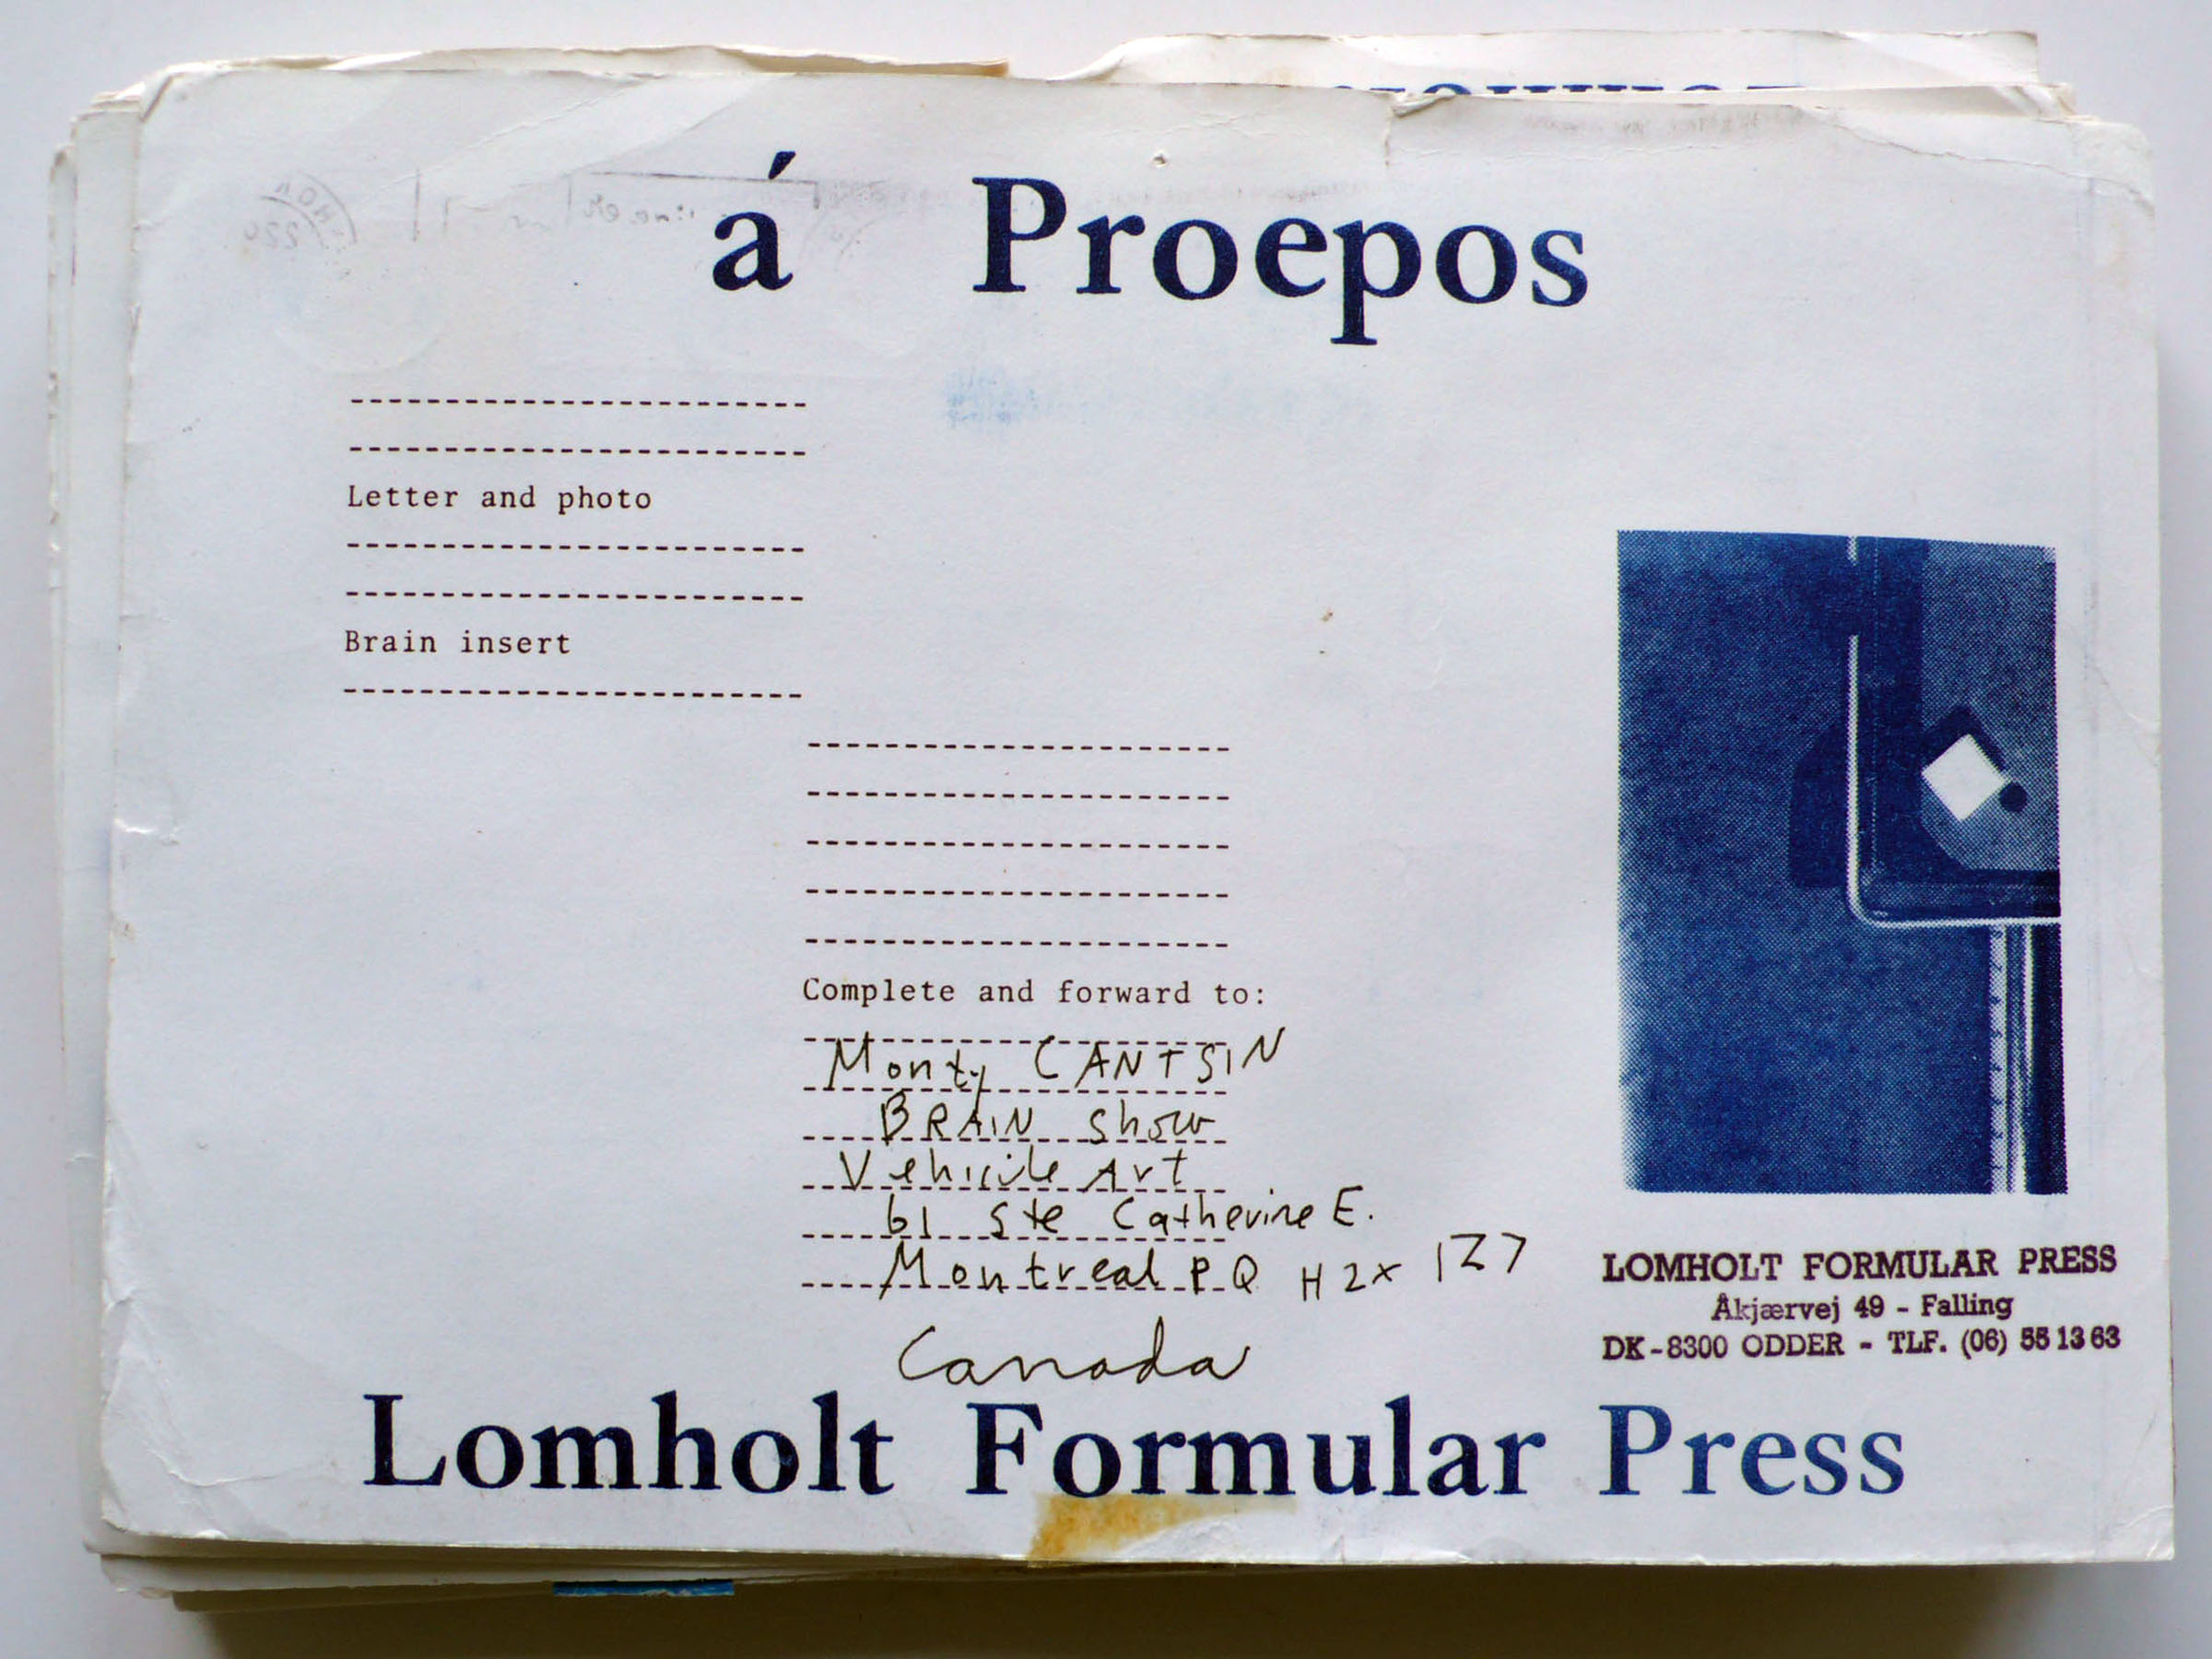 á Proepos
------------------------
------------------------
Letter and photo
------------------------
------------------------
Brain insert
------------------------
----------------------
----------------------
----------------------
----------------------
----------------------
Complete and forward to:
Monty CANTSIN
BRAIN show
Vehicile Art
61 Ste Catherine E.
Montreal P.Q H2X 1Z7
Canada
LOMHOLT FORMULAR PRESS
Åkjærvej 49 - Falling
DK-8300 ODDER - TLF. (06) 55 13 63
Lomholt Formular Press